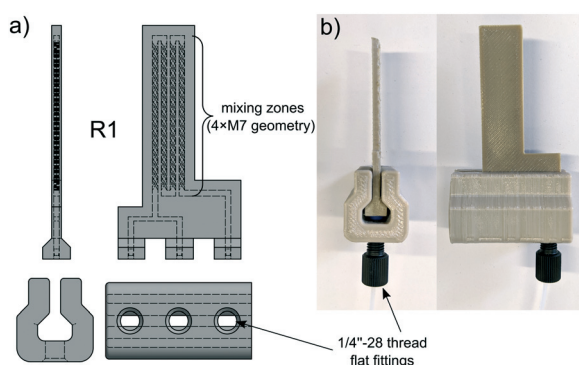 a)
R1
mixing zones
(4×M7 geometry)
b)
1/4"-28 thread
flat fittings